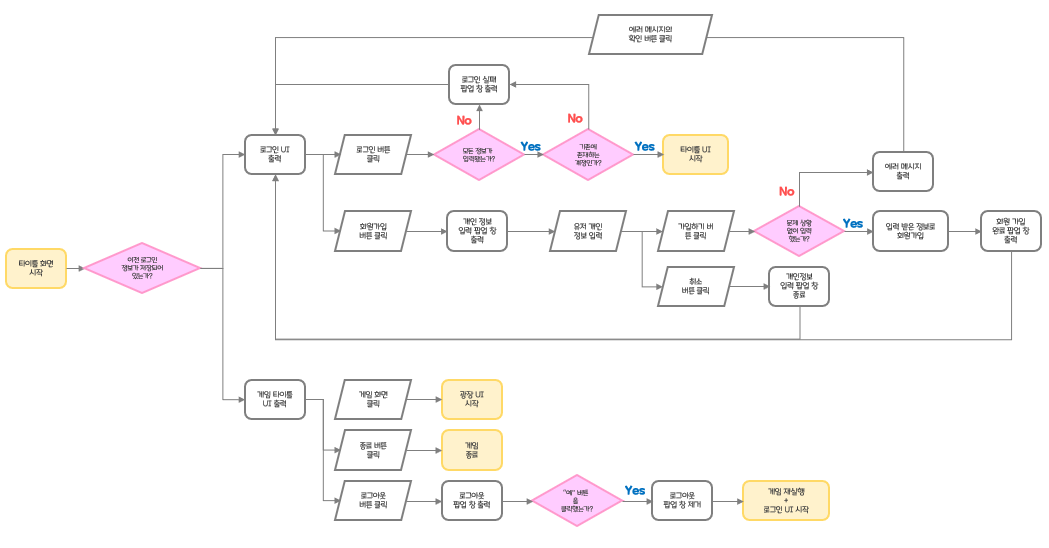 에러 메시지의
확인 버튼 클릭
로그인 실패
팝업 창 출력
No
No
로그인 UI
출력
로그인 버튼
클릭
모든 정보가
입력됐는가?
Yes
기존에
존재하는
계정인가?
Yes
타이틀 UI
시작
에러 메시지
출력
No
회원가입
버튼 클릭
개인 정보
입력 팝업 창
출력
유저 개인
정보 입력
가입하기 버
튼 클릭
문제 상황
없이 입력
했는가?
Yes
입력 받은 정보로
회원가입
회원 가입
완료 팝업 창
출력
타이틀 화면
시작
이전 로그인
정보가 저장되어
있는가?
취소
버튼 클릭
개인정보
입력 팝업 창
종료
게임 타이틀
UI 출력
게임 화면
클릭
광장 UI
시작
종료 버튼
클릭
게임
종료
로그아웃
버튼 클릭
로그아웃
팝업 창 출력
"예" 버튼
을
클릭했는가?
Yes
로그아웃
팝업 창 제거
게임 재실행
+
로그인 UI 시작